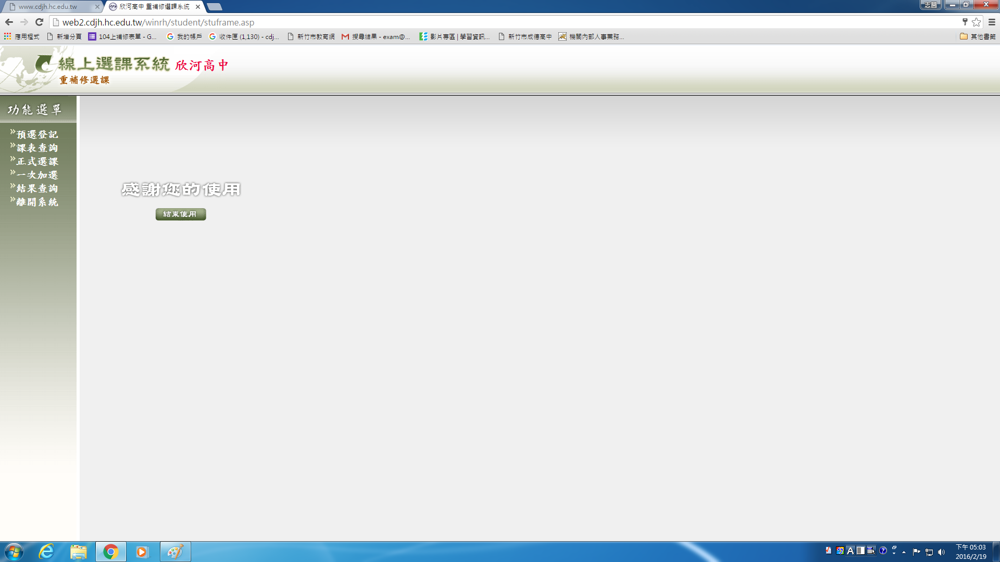 www.cdjh.hc.edu.tw
欣河高中 重補修選課系統
志圓
web2.cdjh.hc.edu.tw/winrh/student/stuframe.asp
應用程式 新增分頁 104上補修表單 - G... 我的帳戶 收件匣 (1,130) - cdj... 新竹市教育網 搜尋結果 - exam@... 影片專區 | 學習資訊... 新竹市成德高中 機關內部人事業務... 其他書籤
線上選課系統 欣河高中
重補修選課
功能選單
預選登記
課表查詢
正式選課
一次加選
結果查詢
離開系統
感謝您的使用
結束使用
下午 05:03
2016/2/19